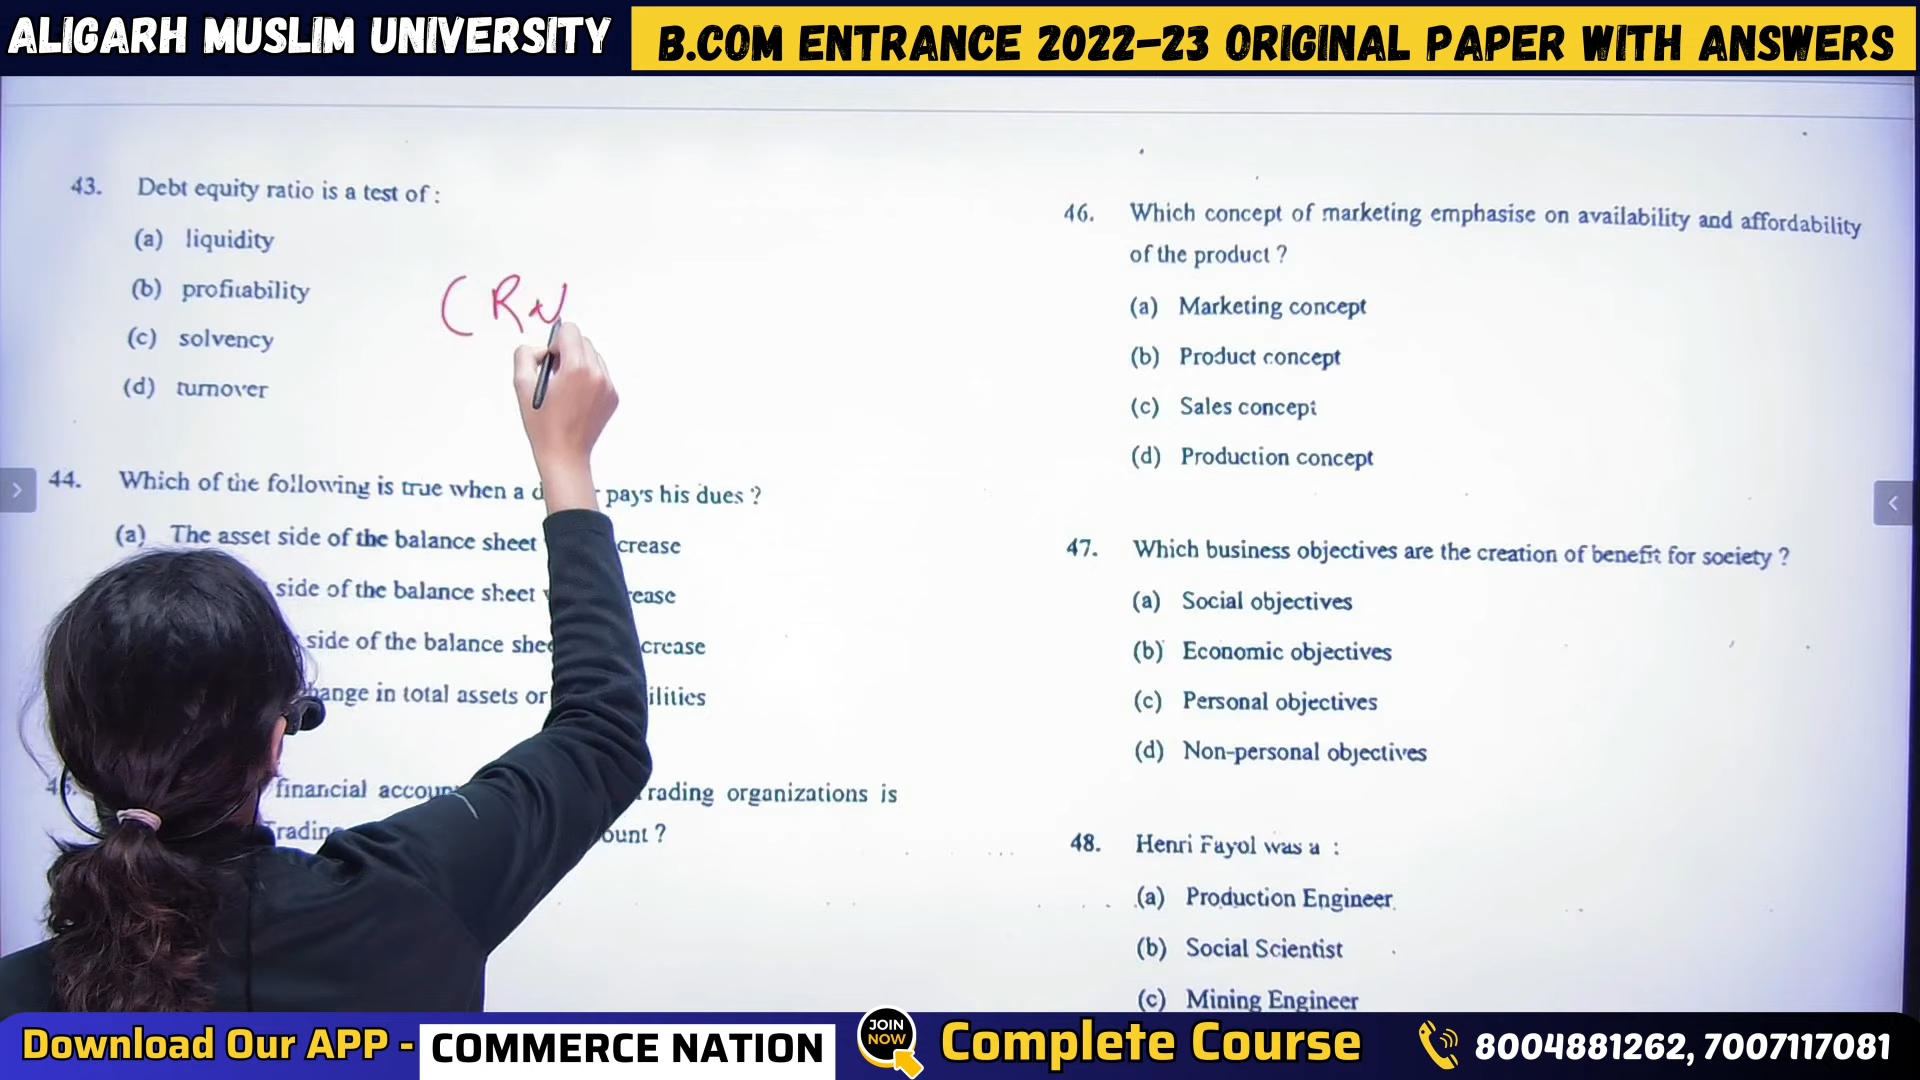 ALIGARH MUSLIM UNIVERSITY
B.COM ENTRANCE 2022-23 ORIGINAL PAPER WITH ANSWERS
43. Debt equity ratio is a test of :
(a) liquidity
(b) profitability
(c) solvency
(d) turnover
(R
44. Which of the following is true when a d pays his dues ?
(a) The asset side of the balance sheet crease
side of the balance sheet ease
side of the balance shee crease
hange in total assets or ilities
financial accoun rading organizations is
Trading ount ?
46. Which concept of marketing emphasise on availability and affordability
of the product ?
(a) Marketing concept
(b) Product concept
(c) Sales concept
(d) Production concept
47. Which business objectives are the creation of benefit for society ?
(a) Social objectives
(b) Economic objectives
(c) Personal objectives
(d) Non-personal objectives
48. Henri Fayol was a :
(a) Production Engineer
(b) Social Scientist
(c) Mining Engineer
Download Our APP - COMMERCE NATION
JOIN NOW
Complete Course
8004881262, 7007117081